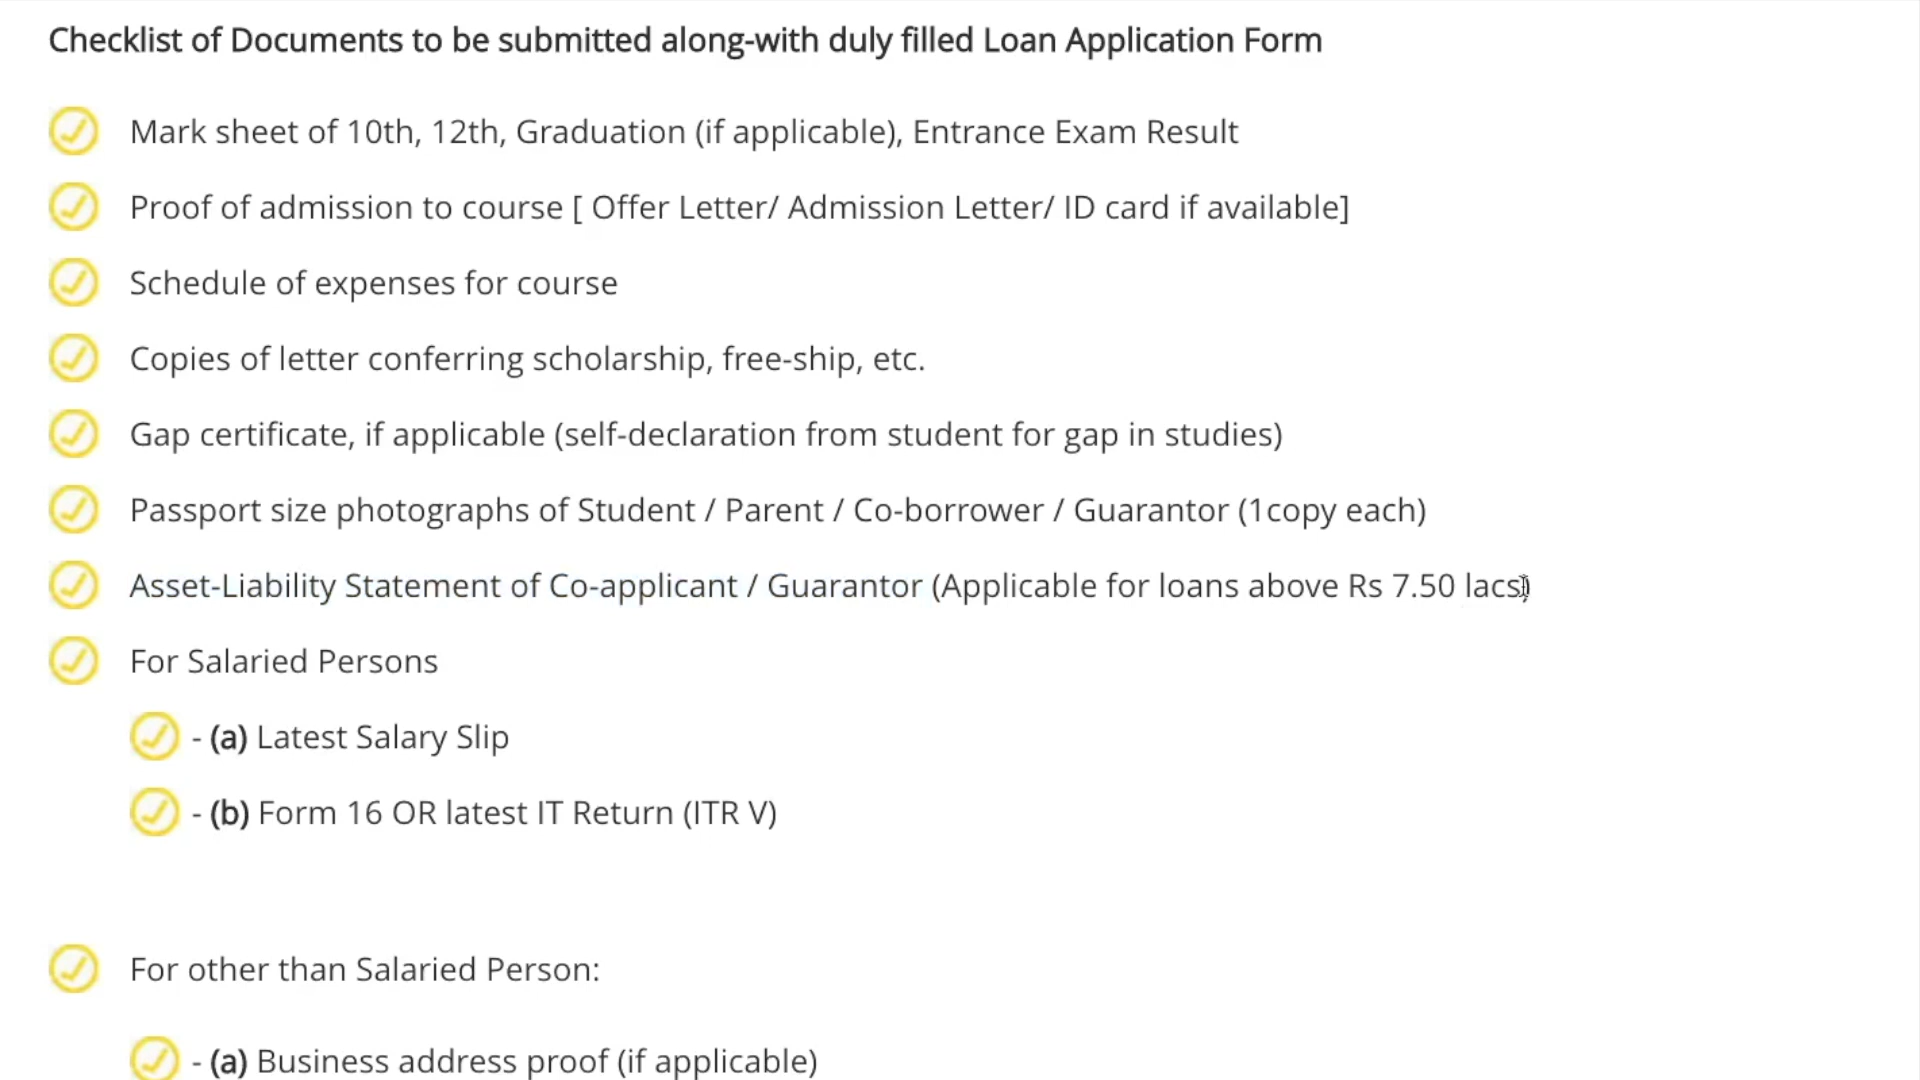 Checklist of Documents to be submitted along-with duly filled Loan Application Form
Mark sheet of 10th, 12th, Graduation (if applicable), Entrance Exam Result
Proof of admission to course [ Offer Letter/ Admission Letter/ ID card if available]
Schedule of expenses for course
Copies of letter conferring scholarship, free-ship, etc.
Gap certificate, if applicable (self-declaration from student for gap in studies)
Passport size photographs of Student / Parent / Co-borrower / Guarantor (1copy each)
Asset-Liability Statement of Co-applicant / Guarantor (Applicable for loans above Rs 7.50 lacs)
For Salaried Persons
- (a) Latest Salary Slip
- (b) Form 16 OR latest IT Return (ITR V)
For other than Salaried Person:
- (a) Business address proof (if applicable)